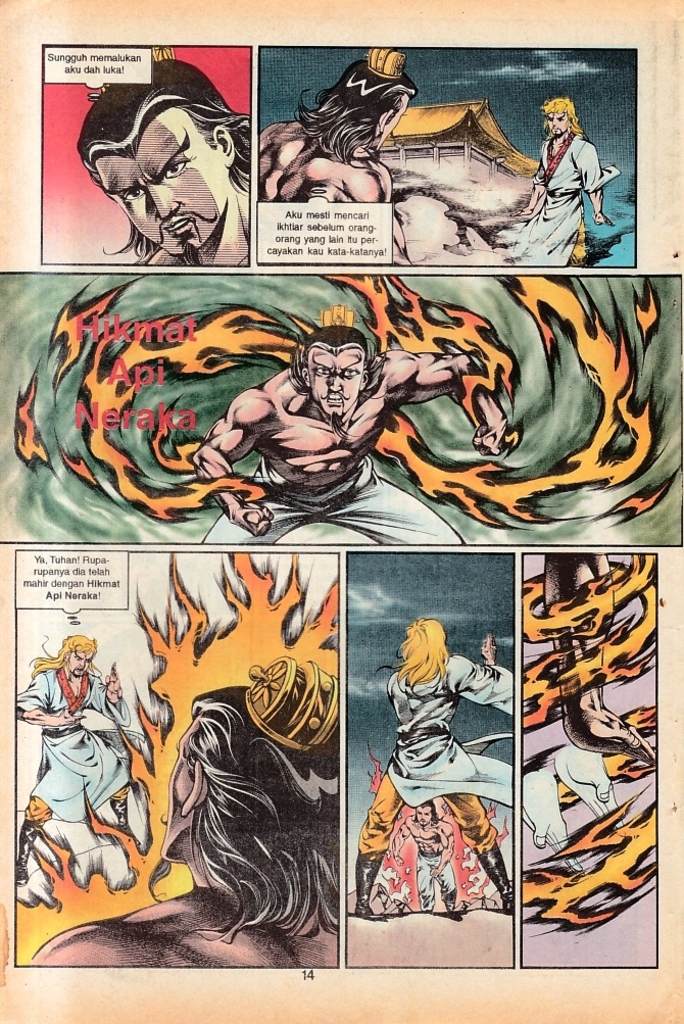 Sungguh memalukan
aku dah luka!
Aku mesti mencari
ikhtiar sebelum orang-
orang yang lain itu per-
cayakan kau kata-katanya!
Hikmat
Api
Neraka
Ya, Tuhan! Rupa-
rupanya dia telah
mahir dengan Hikmat
Api Neraka!
14